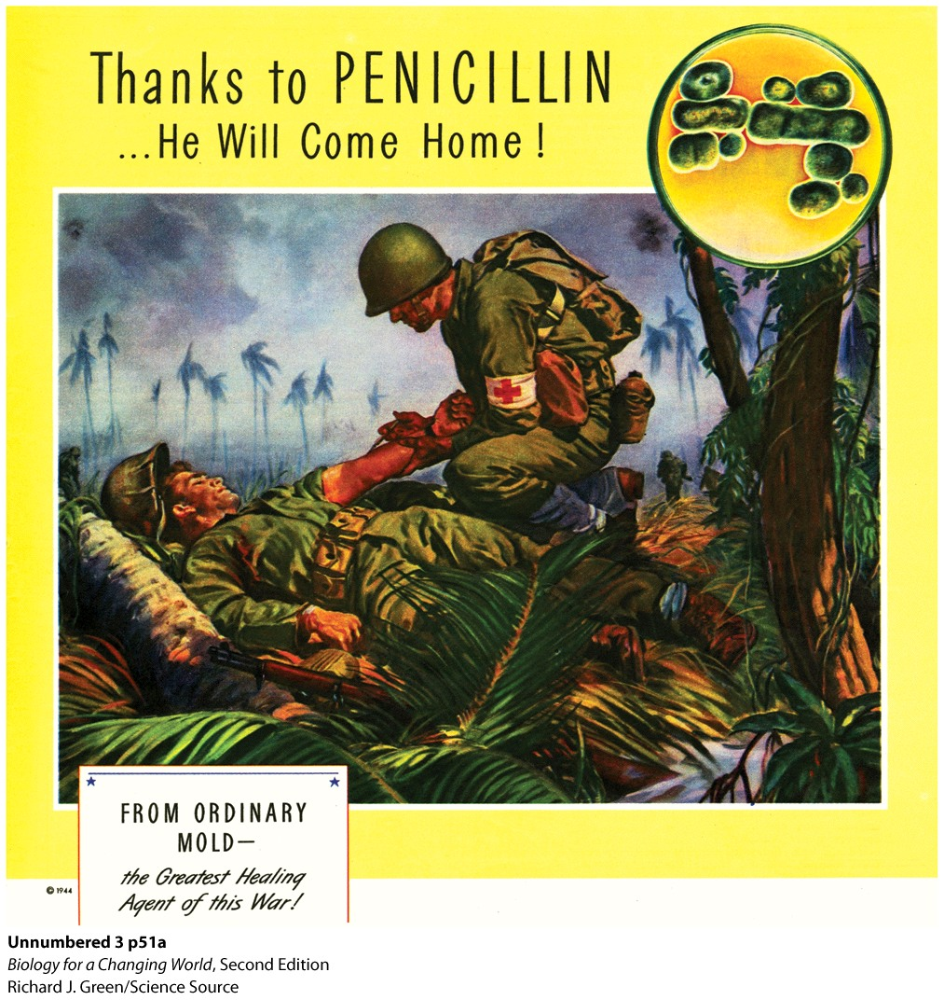 Thanks to PENICILLIN
...He Will Come Home!
FROM ORDINARY
MOLD—
the Greatest Healing
Agent of this War!
© 1944
Unnumbered 3 p51a
Biology for a Changing World, Second Edition
Richard J. Green/Science Source